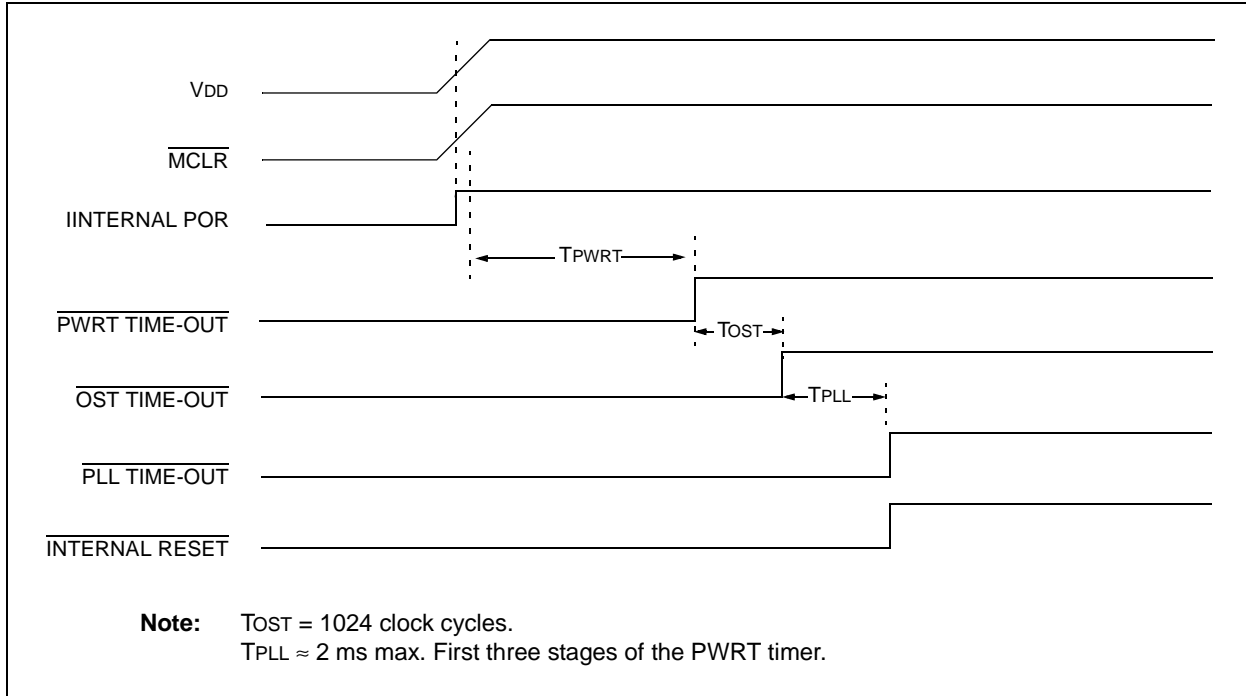 VDD
MCLR
IINTERNAL POR
TPWRT
PWRT TIME-OUT
TOST
OST TIME-OUT
TPLL
PLL TIME-OUT
INTERNAL RESET
Note: TOST = 1024 clock cycles.
TPLL ≈ 2 ms max. First three stages of the PWRT timer.